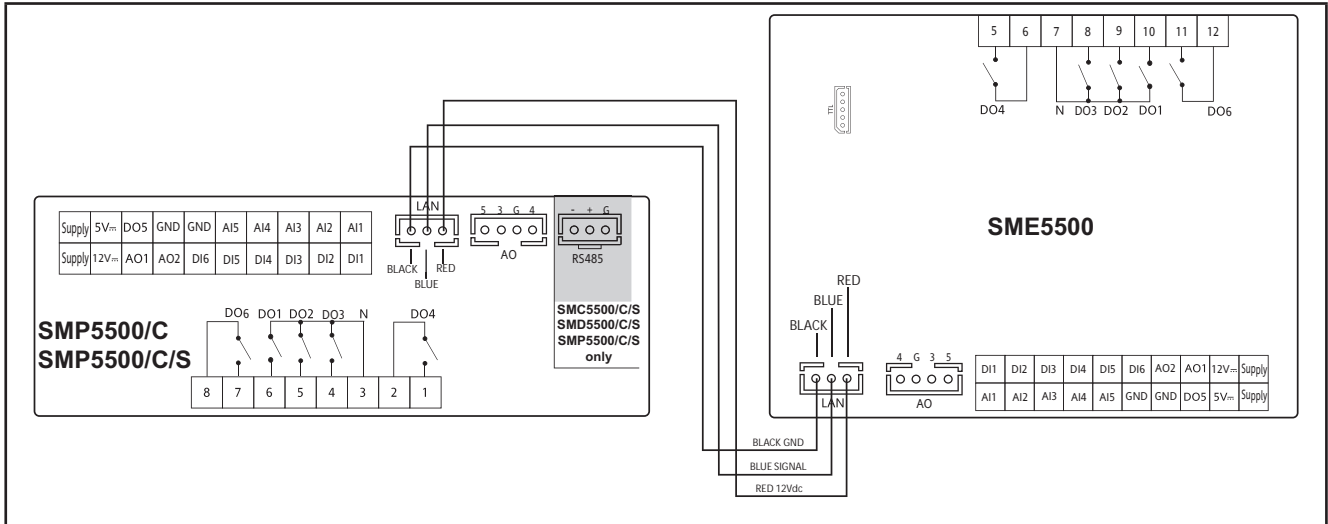 5 6 7 8 9 10 11 12
DO4 N DO3 DO2 DO1 DO6
TTL
SME5500
LAN
5 3 G 4
AO
- + G
RS485
Supply 5V⎓ DO5 GND GND AI5 AI4 AI3 AI2 AI1
Supply 12V⎓ AO1 AO2 DI6 DI5 DI4 DI3 DI2 DI1
BLACK RED
BLUE
SMC5500/C/S
SMD5500/C/S
SMP5500/C/S
only
SMP5500/C
SMP5500/C/S
DO6 DO1 DO2 DO3 N DO4
8 7 6 5 4 3 2 1
RED
BLUE
BLACK
LAN
4 G 3 5
AO
DI1 DI2 DI3 DI4 DI5 DI6 AO2 AO1 12V⎓ Supply
AI1 AI2 AI3 AI4 AI5 GND GND DO5 5V⎓ Supply
BLACK GND
BLUE SIGNAL
RED 12Vdc